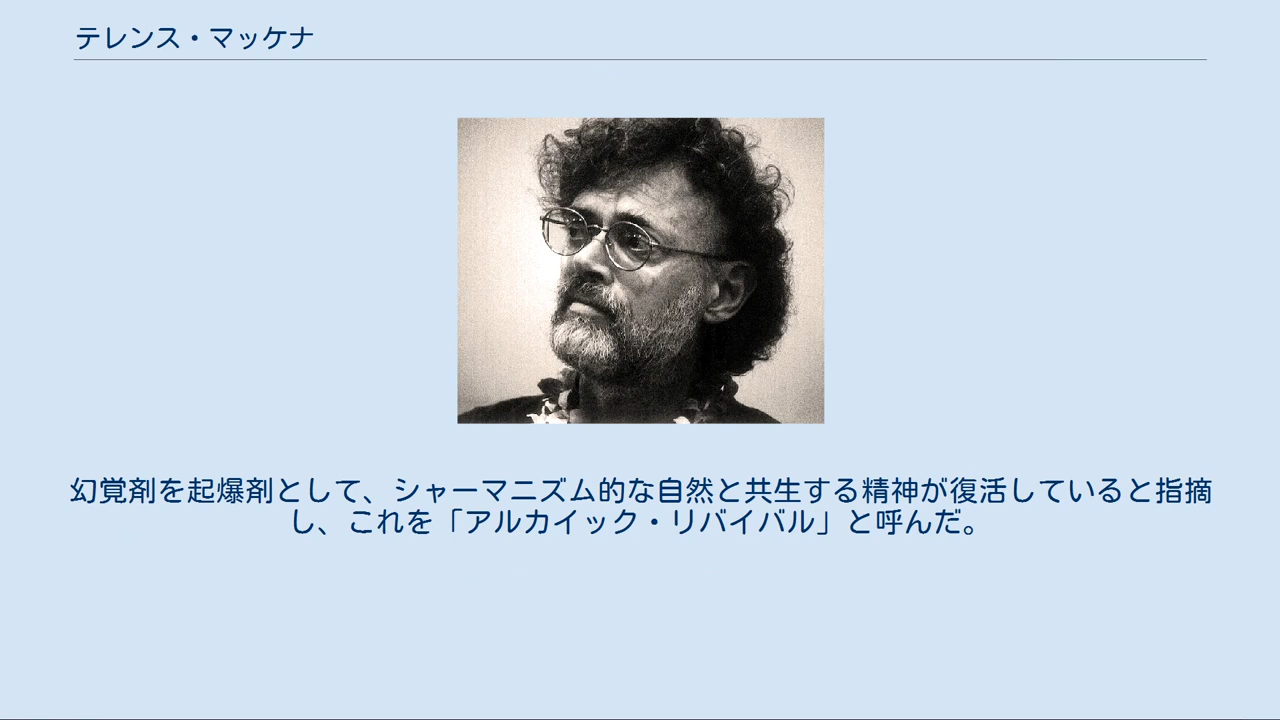 テレンス・マッケナ
幻覚剤を起爆剤として、シャーマニズム的な自然と共生する精神が復活していると指摘
し、これを「アルカイック・リバイバル」と呼んだ。